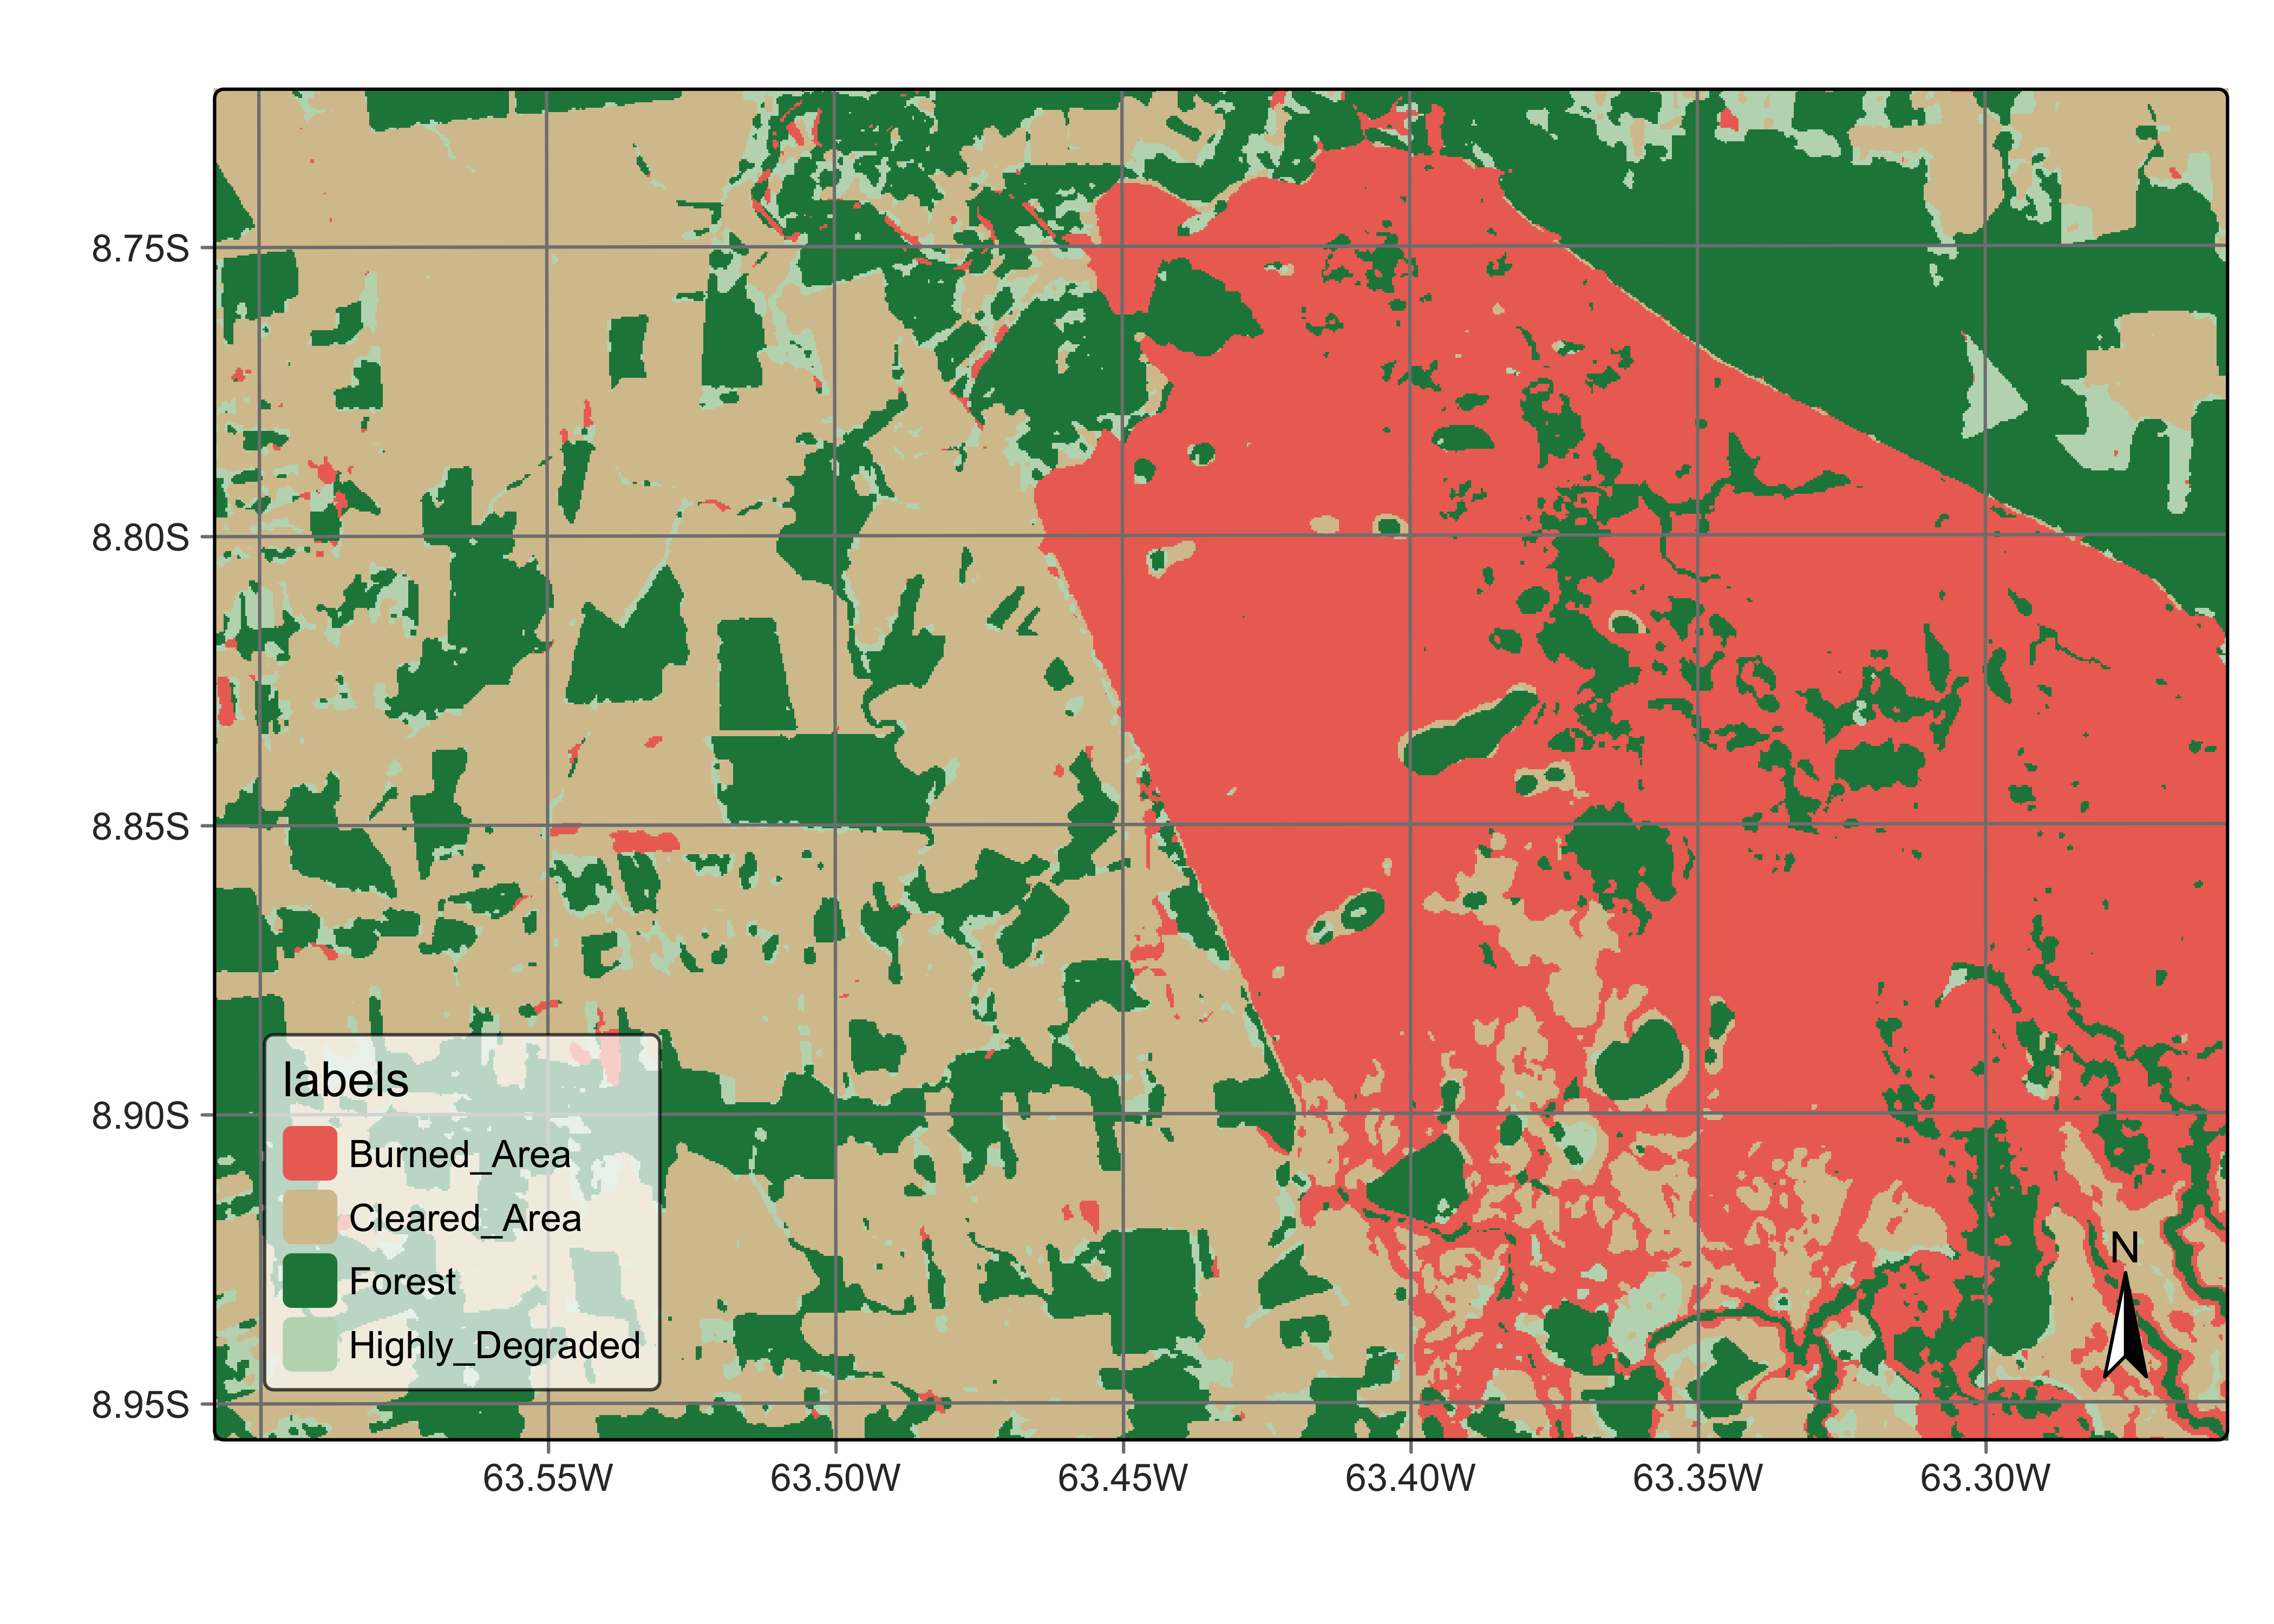 8.75S
8.80S
8.85S
8.90S
8.95S
labels
Burned_Area
Cleared_Area
Forest
Highly_Degraded
N
63.55W 63.50W 63.45W 63.40W 63.35W 63.30W